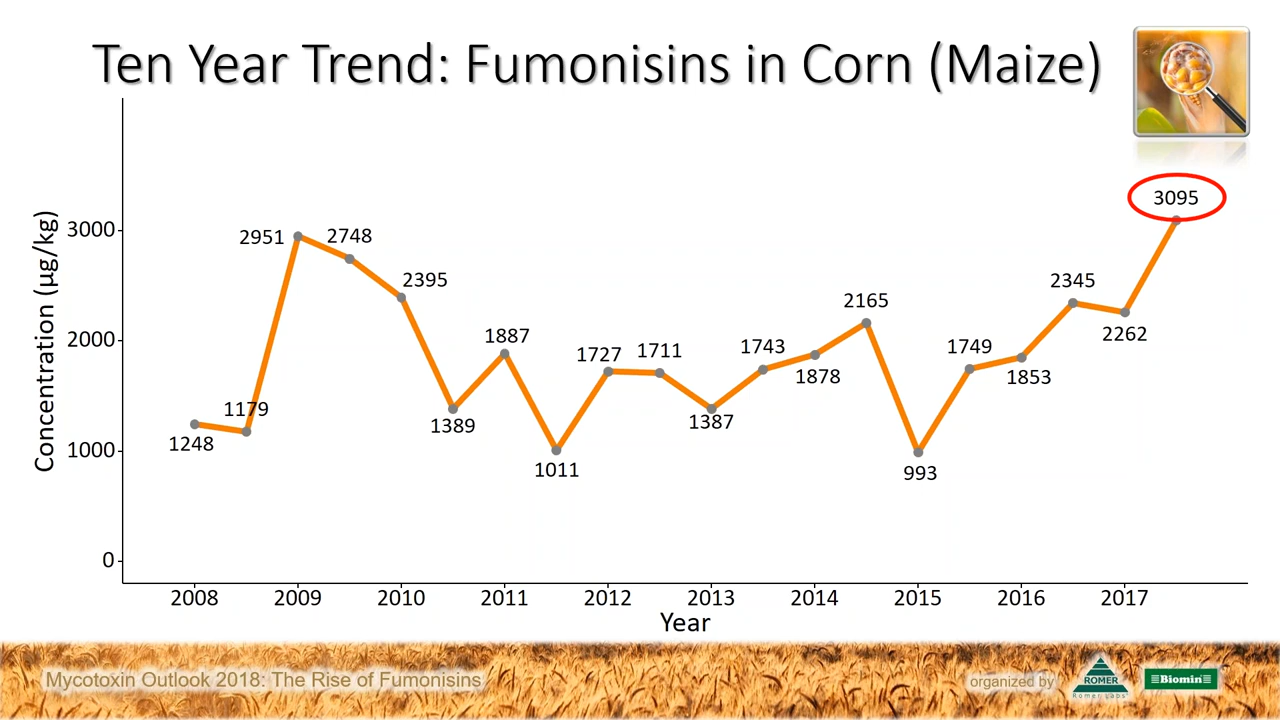 Ten Year Trend: Fumonisins in Corn (Maize)
Concentration (µg/kg)
3000
2000
1000
0
1248
1179
2951
2748
2395
1389
1887
1011
1727
1711
1387
1743
1878
2165
993
1749
1853
2345
2262
3095
2008 2009 2010 2011 2012 2013 2014 2015 2016 2017
Year
Mycotoxin Outlook 2018: The Rise of Fumonisins
organized by
ROMER
Romer Labs®
Biomin®